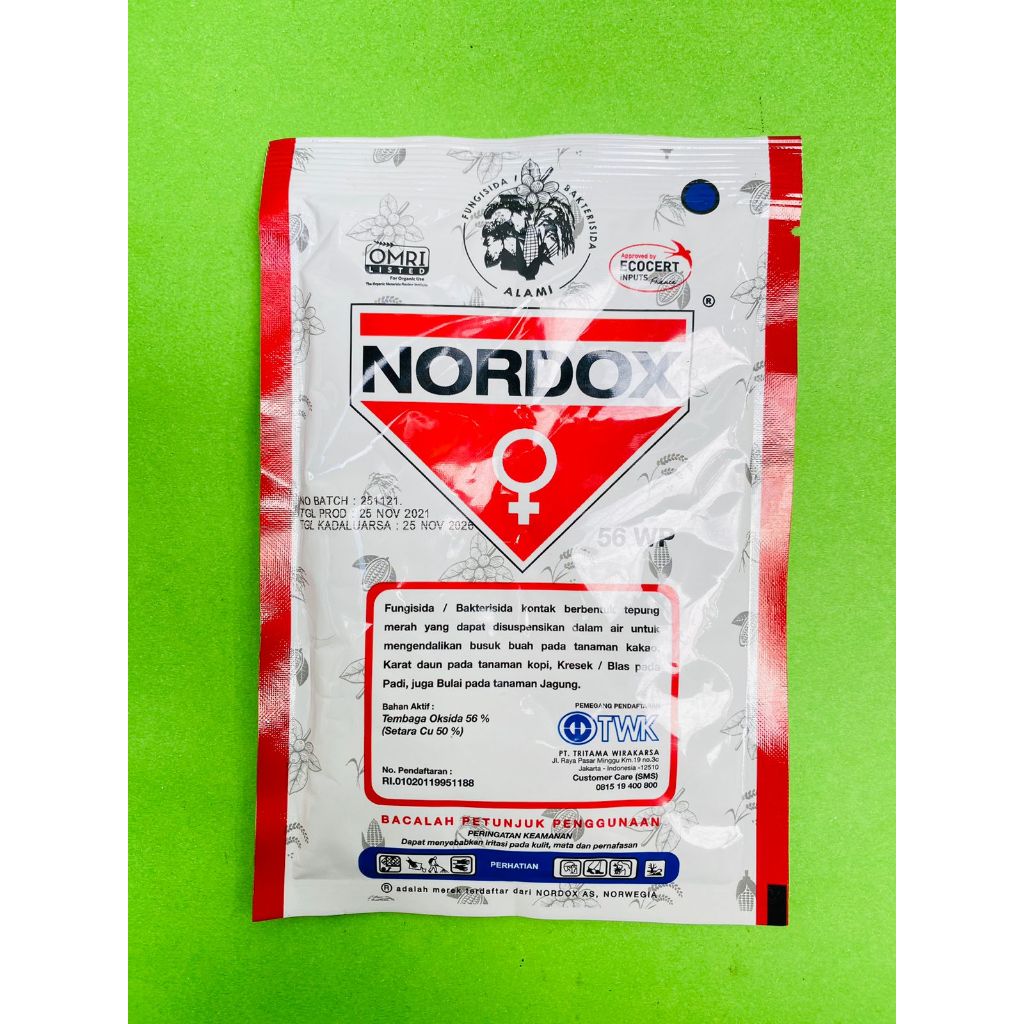 FUNGISIDA / BAKTERISIDA
ALAMI
OMRI
LISTED
For Organic Use
The Organic Materials Review Institute
Approved by
ECOCERT
INPUTS France
®
NORDOX
NO BATCH : 251121.
TGL PROD : 25 NOV 2021
TGL KADALUARSA : 25 NOV 2026
56 WP
Fungisida / Bakterisida kontak berbentuk tepung
merah yang dapat disuspensikan dalam air untuk
mengendalikan busuk buah pada tanaman kakao,
Karat daun pada tanaman kopi, Kresek / Blas pada
Padi, juga Bulai pada tanaman Jagung.
Bahan Aktif :
Tembaga Oksida 56 %
(Setara Cu 50 %)
No. Pendaftaran :
RI.01020119951188
PEMEGANG PENDAFTARAN
TWK
PT. TRITAMA WIRAKARSA
Jl. Raya Pasar Minggu Km.19 no.3c
Jakarta - Indonesia -12510
Customer Care (SMS)
0815 19 400 800
BACALAH PETUNJUK PENGGUNAAN
PERINGATAN KEAMANAN
Dapat menyebabkan iritasi pada kulit, mata dan pernafasan
PERHATIAN
® adalah merek terdaftar dari NORDOX AS, NORWEGIA